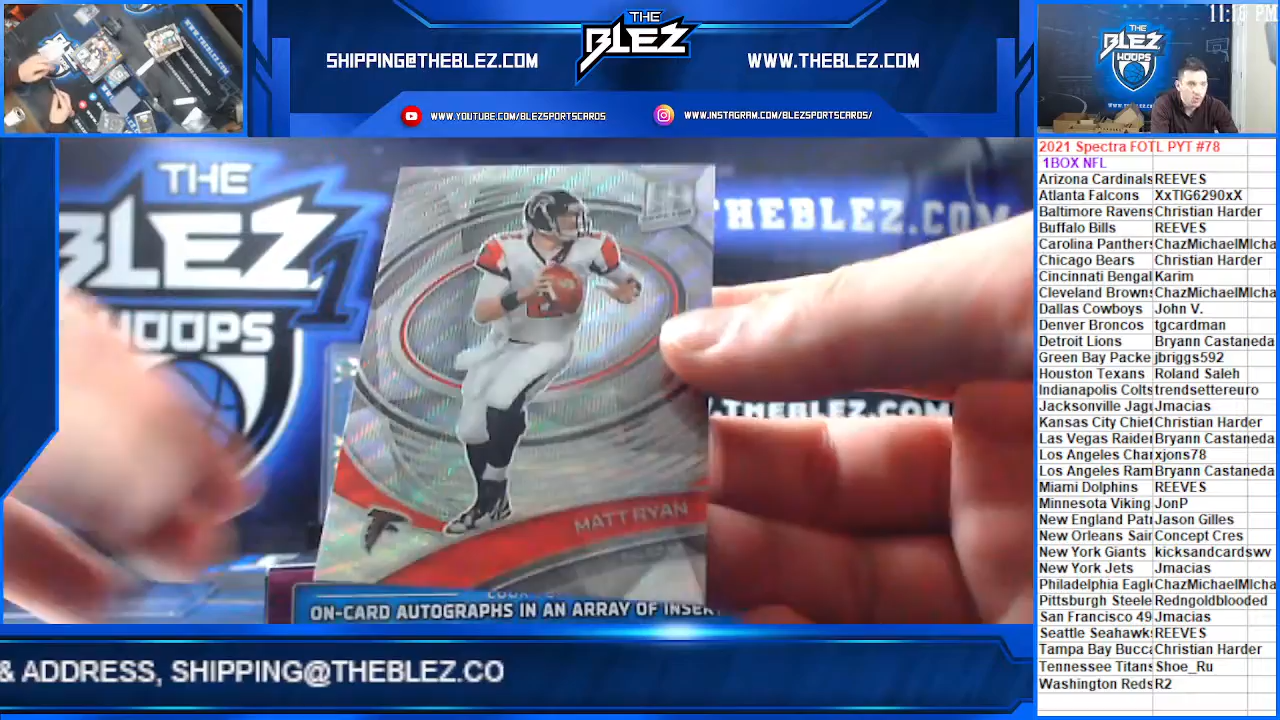 SHIPPING@THEBLEZ.COM
THE
BLEZ
WWW.THEBLEZ.COM
WWW.YOUTUBE.COM/BLEZSPORTSCARDS
WWW.INSTAGRAM.COM/BLEZSPORTSCARDS/
11:16 PM
THE
BLEZ
HOOPS
2021 Spectra FOTL PYT #78
1BOX NFL
Arizona Cardinals REEVES
Atlanta Falcons XxTIG6290xX
Baltimore Ravens Christian Harder
Buffalo Bills REEVES
Carolina Panthers ChazMichaelMicha
Chicago Bears Christian Harder
Cincinnati Bengal Karim
Cleveland Browns ChazMichaelMicha
Dallas Cowboys John V.
Denver Broncos tgcardman
Detroit Lions Bryann Castaneda
Green Bay Packe jbriggs592
Houston Texans Roland Saleh
Indianapolis Colts trendsettereuro
Jacksonville Jagu Jmacias
Kansas City Chief Christian Harder
Las Vegas Raider Bryann Castaneda
Los Angeles Char xjons78
Los Angeles Ram Bryann Castaneda
Miami Dolphins REEVES
Minnesota Viking JonP
New England Patr Jason Gilles
New Orleans Sain Concept Cres
New York Giants kicksandcardswv
New York Jets Jmacias
Philadelphia Eagle ChazMichaelMicha
Pittsburgh Steele Redngoldblooded
San Francisco 49 Jmacias
Seattle Seahawks REEVES
Tampa Bay Bucca Christian Harder
Tennessee Titans Shoe_Ru
Washington Reds R2
THE
BLEZ
HOOPS
THEBLEZ.COM
THEBLEZ.COM
MATT RYAN
ON-CARD AUTOGRAPHS IN AN ARRAY OF INSER
& ADDRESS, SHIPPING@THEBLEZ.CO